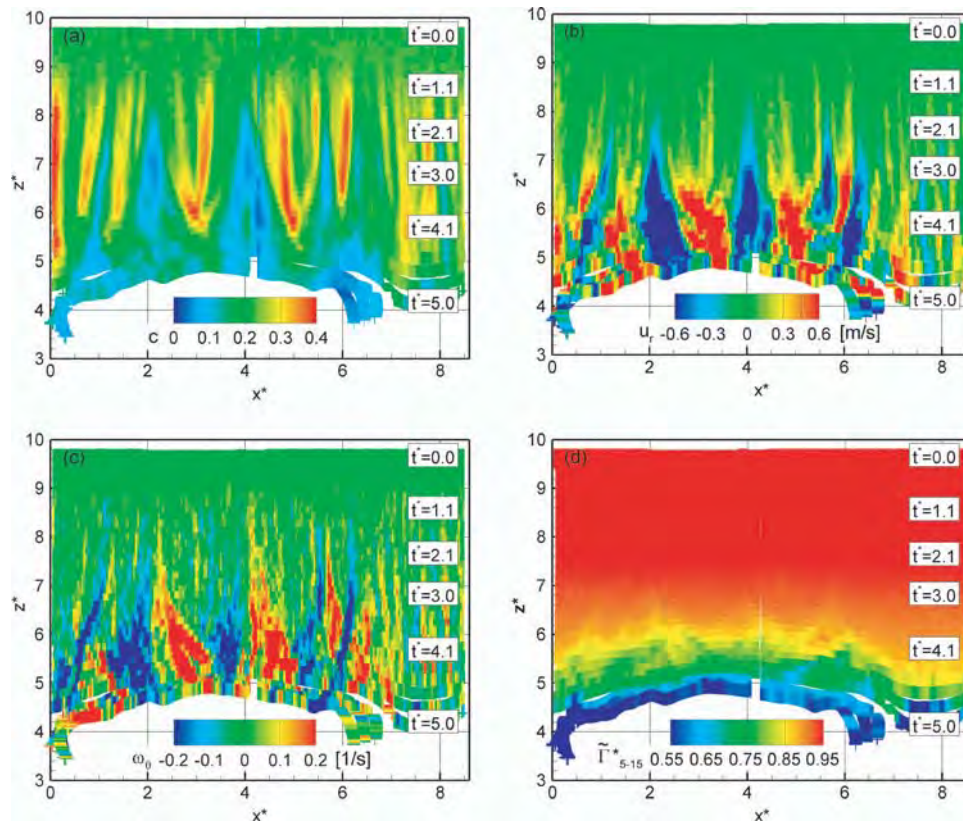 (a)
t*=0.0
t*=1.1
t*=2.1
t*=3.0
t*=4.1
t*=5.0
10
9
8
7
6
5
4
3
z*
c 0 0.1 0.23 0.3 0.4
0 2 4 6 8
x*
(b)
t*=0.0
t*=1.1
t*=2.1
t*=3.0
t*=4.1
t*=5.0
10
9
8
7
6
5
4
3
z*
u_r -0.6 -0.3 0 0.3 0.6 [m/s]
0 2 4 6 8
x*
(c)
t*=0.0
t*=1.1
t*=2.1
t*=3.0
t*=4.1
t*=5.0
10
9
8
7
6
5
4
3
z*
ω_θ -0.2 -0.1 0 0.1 0.2 [1/s]
0 2 4 6 8
x*
(d)
t*=0.0
t*=1.1
t*=2.1
t*=3.0
t*=4.1
t*=5.0
10
9
8
7
6
5
4
3
z*
Γ̃*_5-15 0.55 0.65 0.75 0.85 0.95
0 2 4 6 8
x*